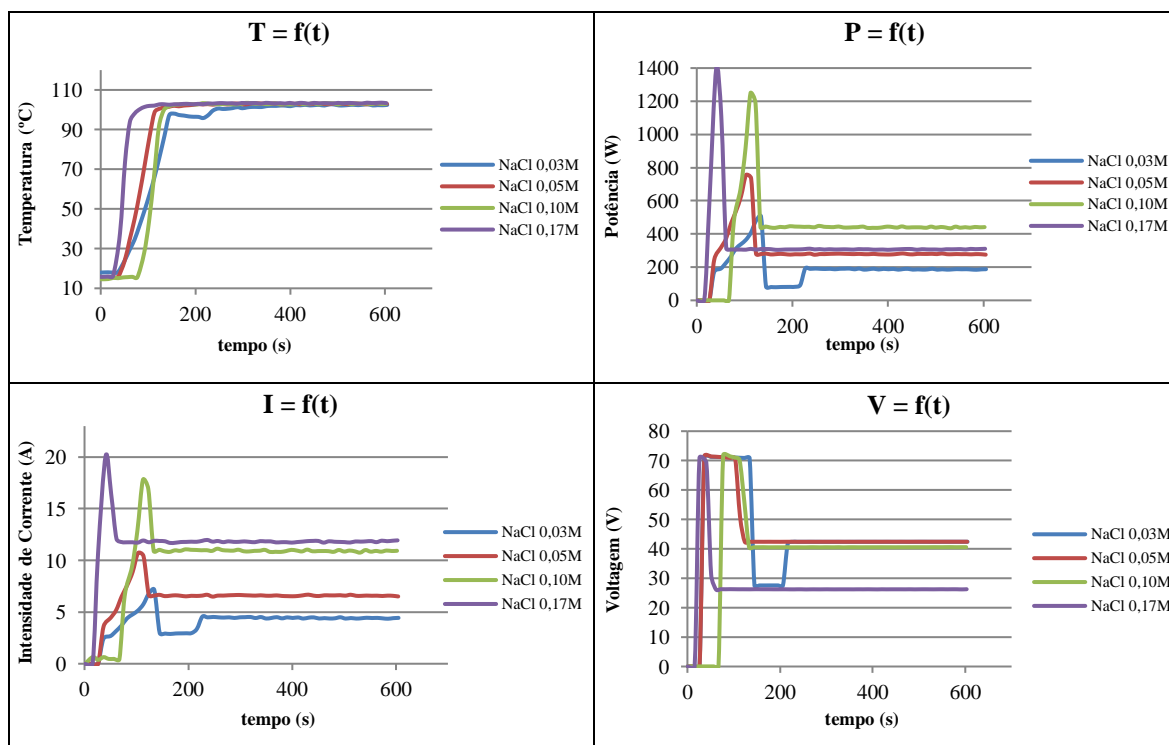 T = f(t)
110
90
70
50
30
10
0
200
400
600
Temperatura (ºC)
tempo (s)
NaCl 0,03M
NaCl 0,05M
NaCl 0,10M
NaCl 0,17M
P = f(t)
1400
1200
1000
800
600
400
200
0
0
200
400
600
Potência (W)
tempo (s)
NaCl 0,03M
NaCl 0,05M
NaCl 0,10M
NaCl 0,17M
I = f(t)
20
15
10
5
0
0
200
400
600
Intensidade de Corrente (A)
tempo (s)
NaCl 0,03M
NaCl 0,05M
NaCl 0,10M
NaCl 0,17M
V = f(t)
80
70
60
50
40
30
20
10
0
0
200
400
600
Voltagem (V)
tempo (s)
NaCl 0,03M
NaCl 0,05M
NaCl 0,10M
NaCl 0,17M